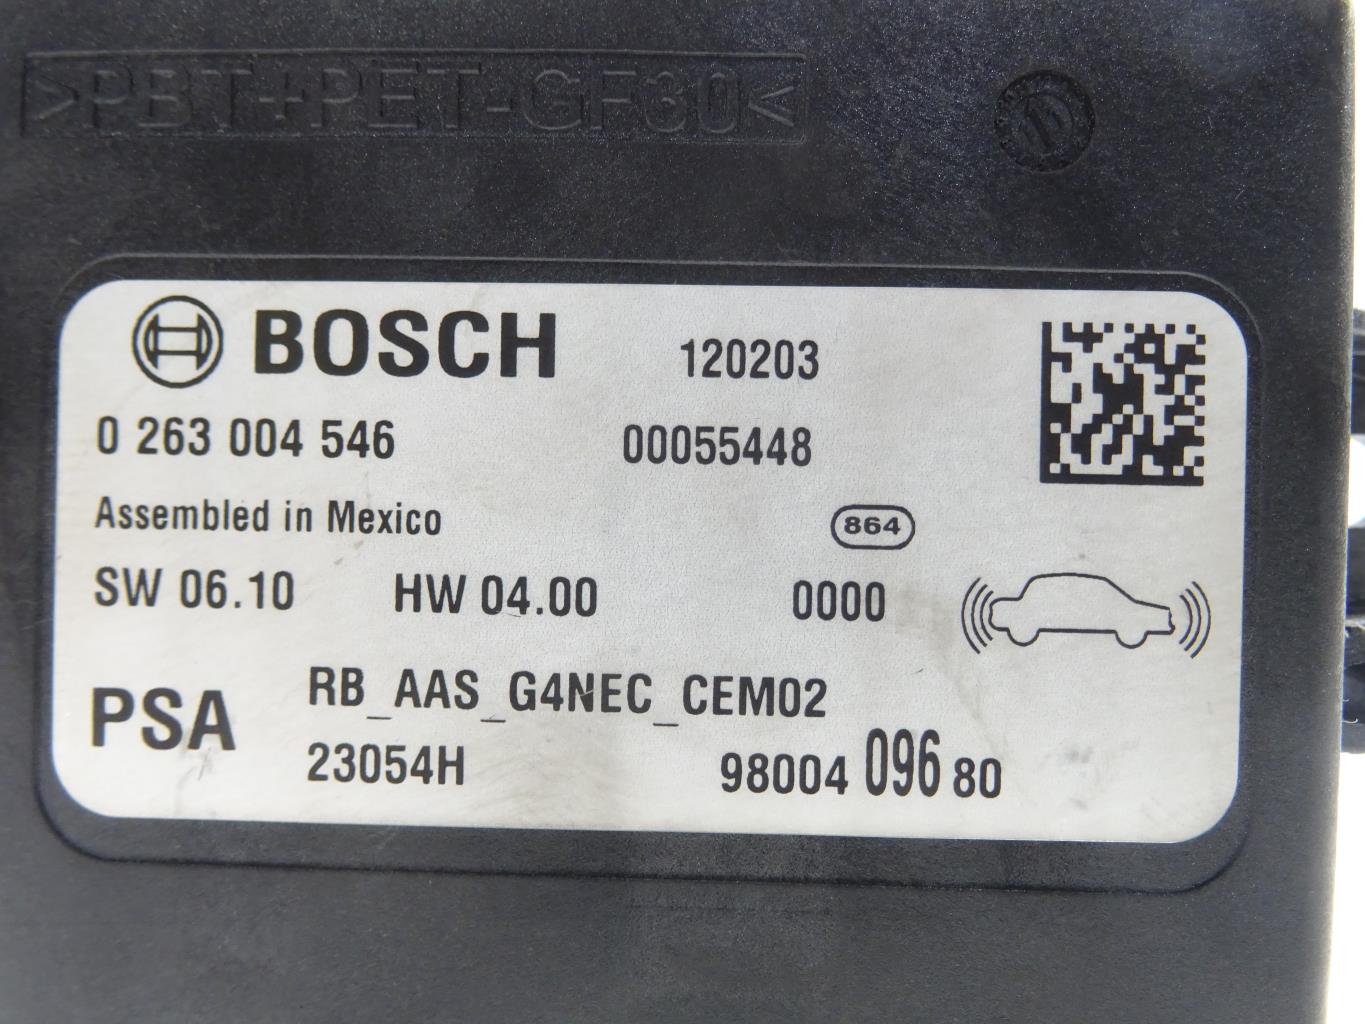 >PBT+PET-GF30<
BOSCH 120203
0 263 004 546 00055448
Assembled in Mexico 864
SW 06.10 HW 04.00 0000
PSA RB_AAS_G4NEC_CEM02
23054H 98004 096 80